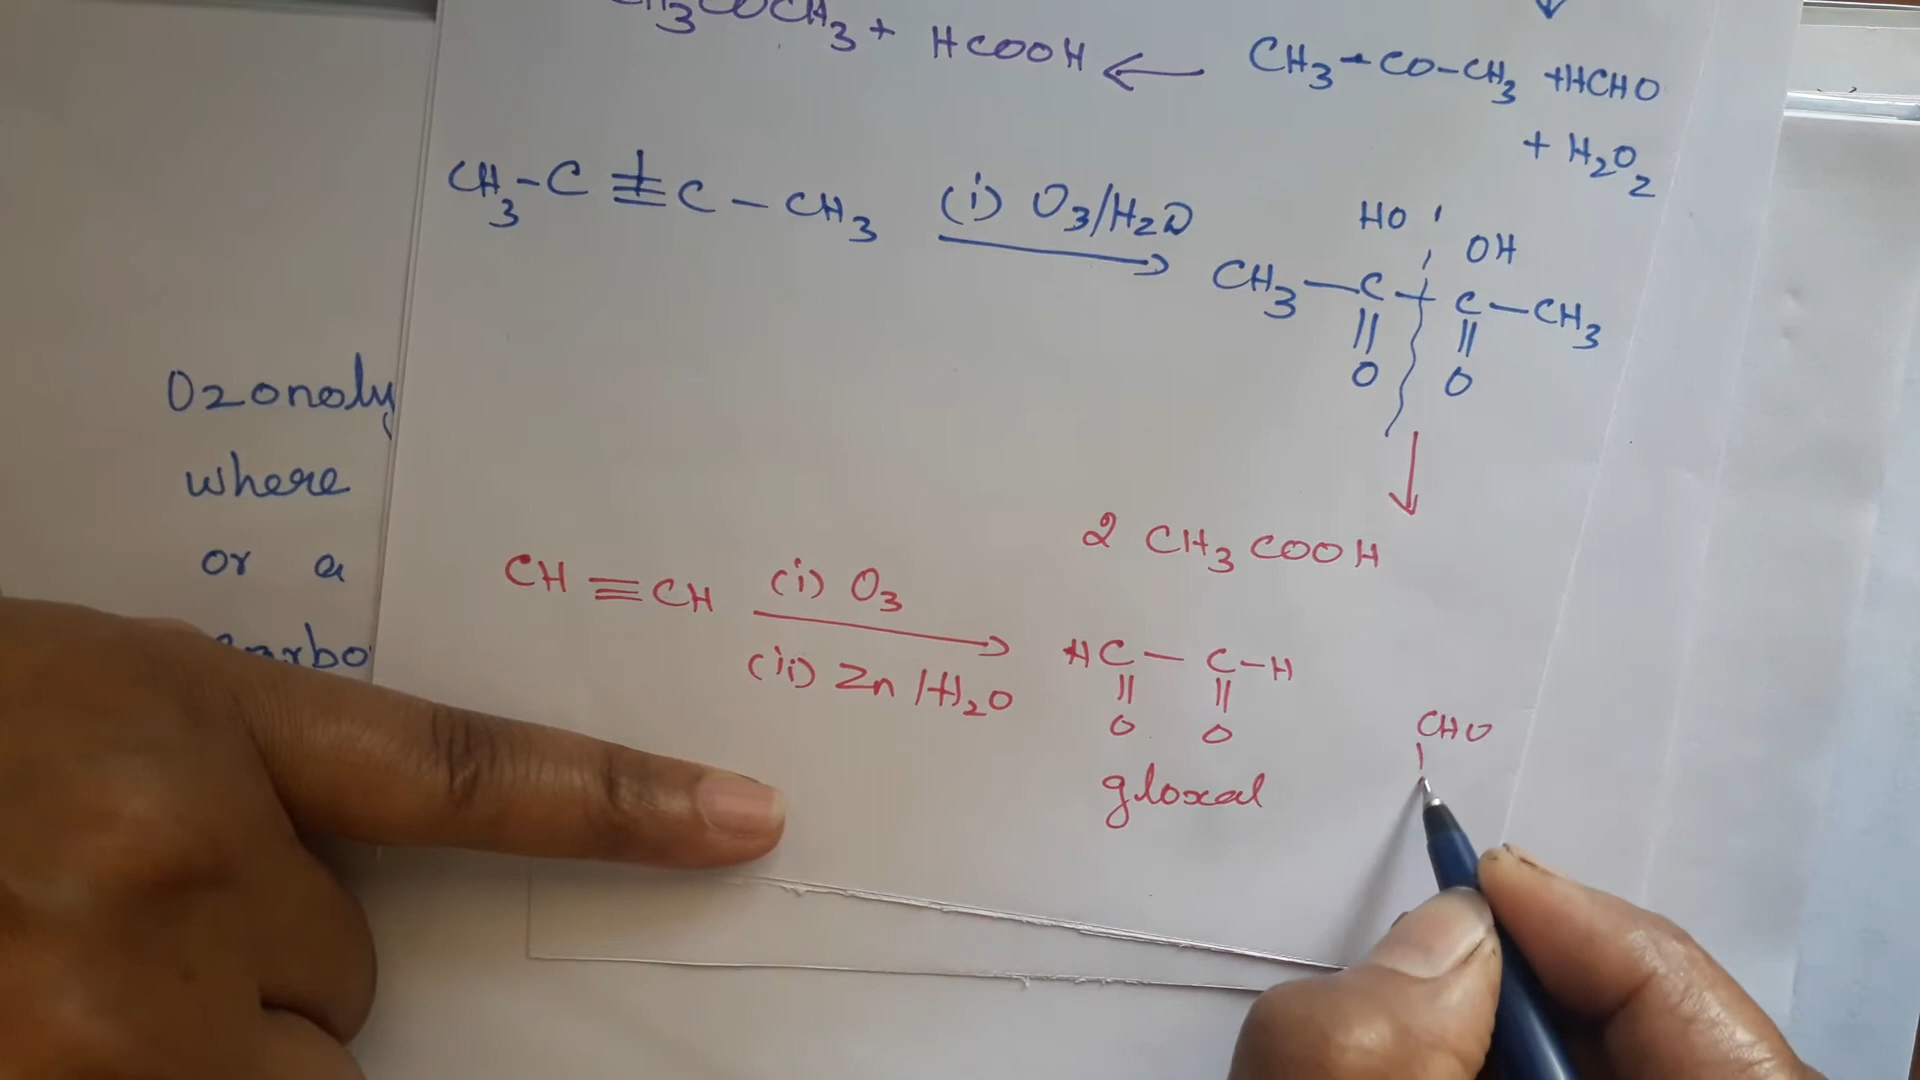 CH3COCH3 + HCOOH ← CH3-CO-CH3 + HCHO
+ H2O2
CH3-C≡C-CH3 (i) O3/H2O →
HO OH
CH3-C-C-CH3
O O
2 CH3COOH
CH≡CH (i) O3 →
(ii) Zn/H2O
HC-C-H
O O
gloxal
CHO
Ozonoly
where
or a
arbo